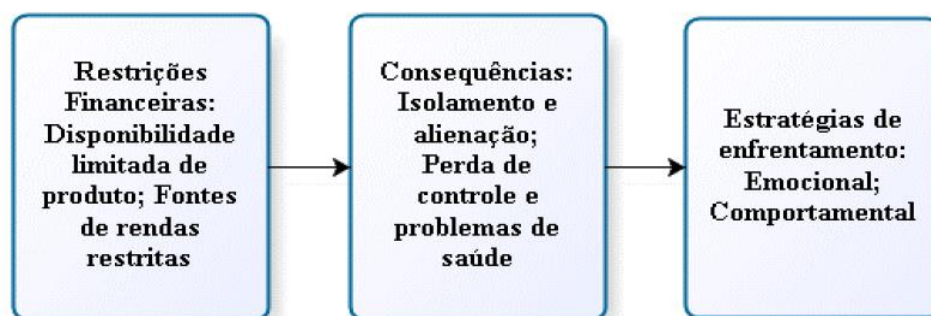 Restrições
Financeiras:
Disponibilidade
limitada de
produto; Fontes
de rendas
restritas
Consequências:
Isolamento e
alienação;
Perda de
controle e
problemas de
saúde
Estratégias de
enfrentamento:
Emocional;
Comportamental